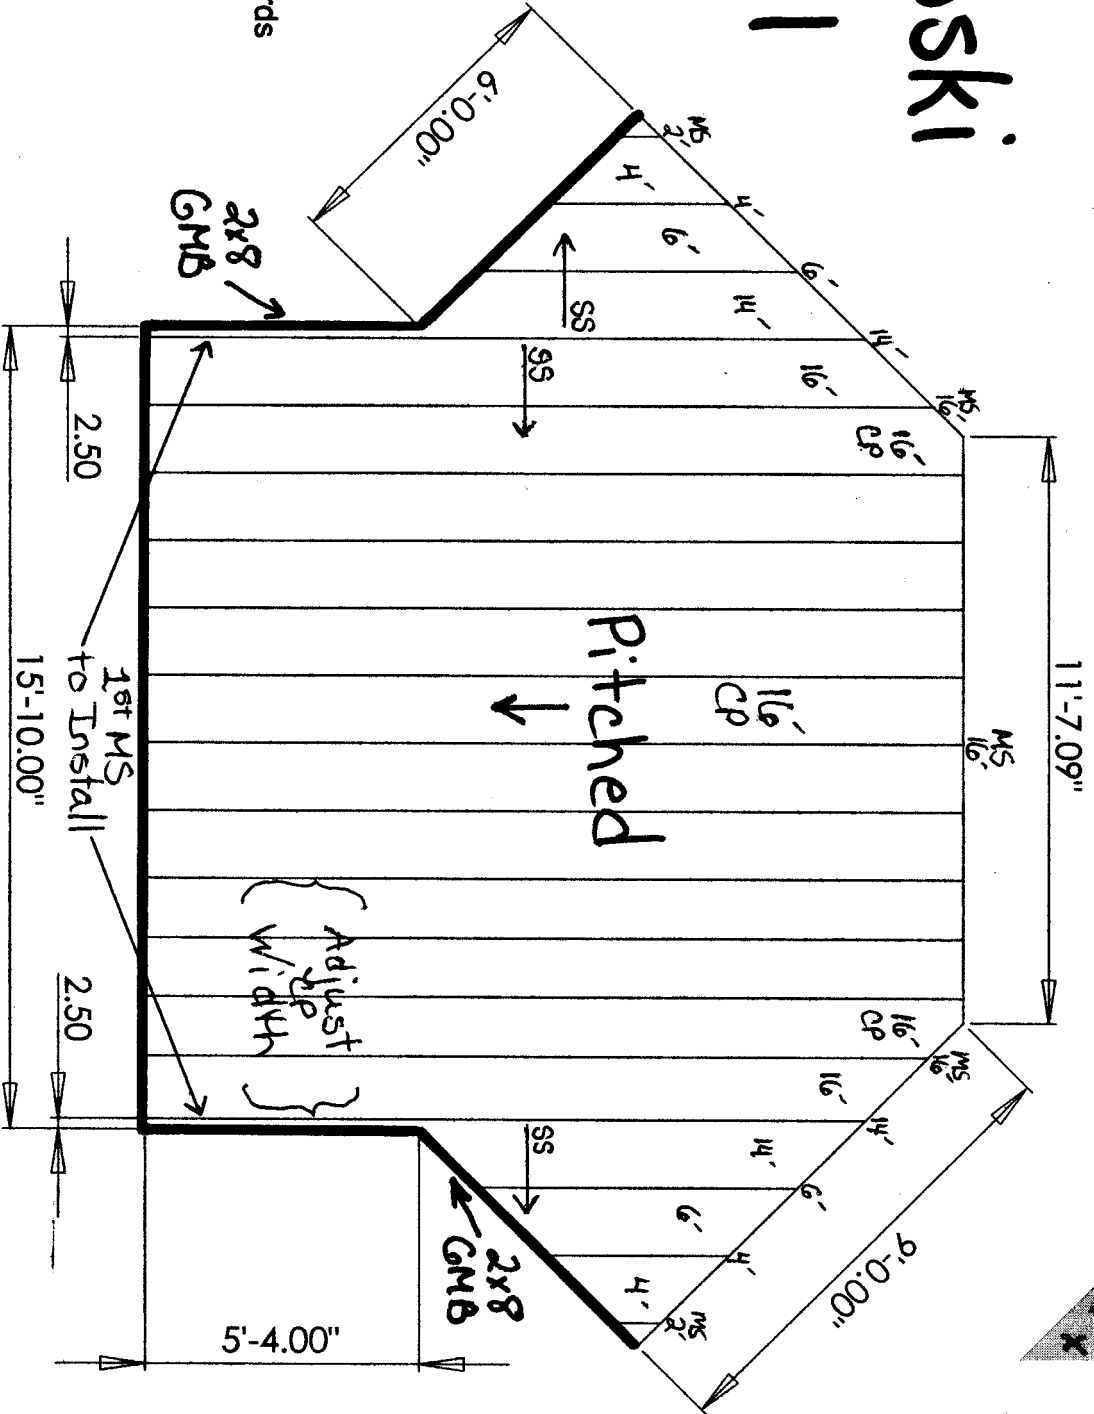 ski
rds
6'-0.00"
MS
2'
4'
4'
6'
6'
14'
14'
16'
MS
16'
16'
CP
2x8
GMB
SS
SS
2.50
11'-7.09"
MS
16'
16'
CP
Pitched
1st MS
to Install
15'-10.00"
Adjust
CP
Width
2.50
16'
CP
MS
16'
16'
14'
14'
6'
6'
4'
4'
MS
2'
SS
2x8
GMB
9'-0.00"
5'-4.00"
x